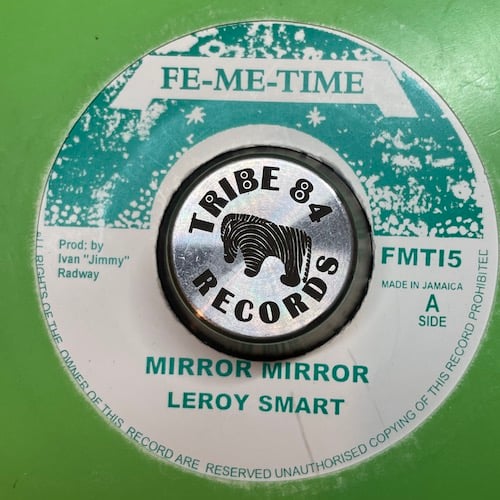 FE-ME-TIME
TRIBE 84
RECORDS
Prod: by
Ivan "Jimmy"
Radway
FMTI5
MADE IN JAMAICA
A
SIDE
MIRROR MIRROR
LEROY SMART
ALL RIGHTS OF THE OWNER OF THIS RECORD ARE RESERVED UNAUTHORISED COPYING OF THIS RECORD PROHIBITED